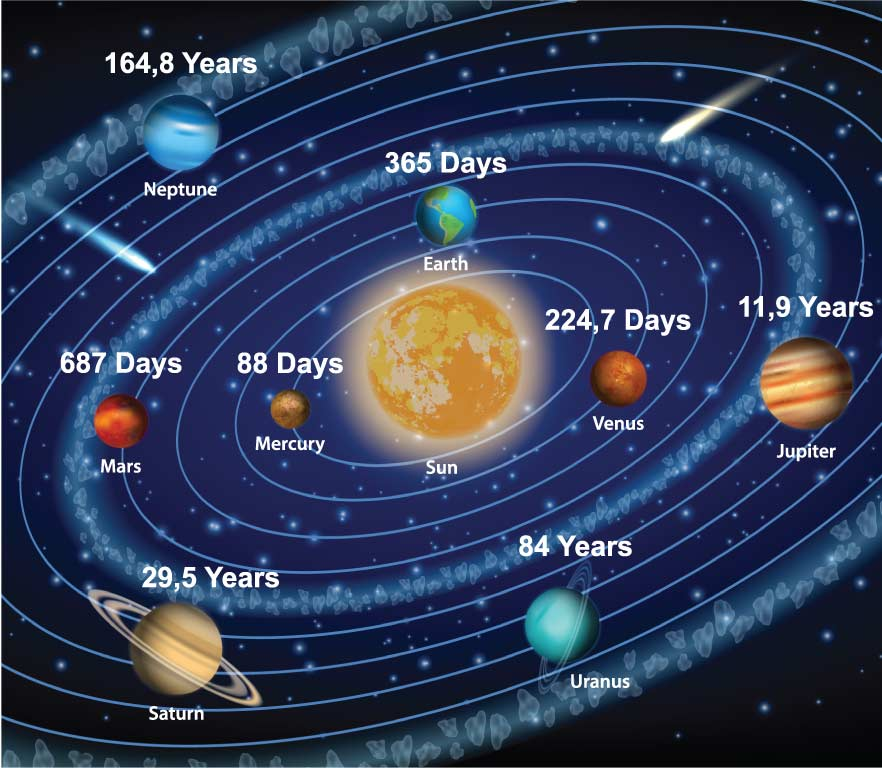 164,8 Years
Neptune
365 Days
Earth
224,7 Days
Venus
11,9 Years
Jupiter
687 Days
Mars
88 Days
Mercury
Sun
29,5 Years
Saturn
84 Years
Uranus